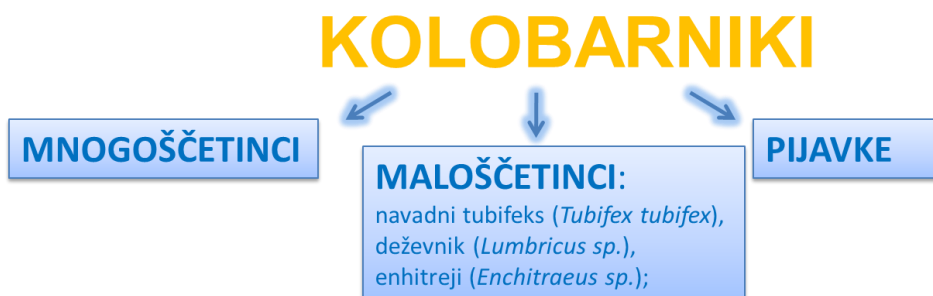 KOLOBARNIKI
MNOGOŠČETINCI
MALOŠČETINCI:
navadni tubifeks (Tubifex tubifex),
deževnik (Lumbricus sp.),
enhitreji (Enchitraeus sp.);
PIJAVKE